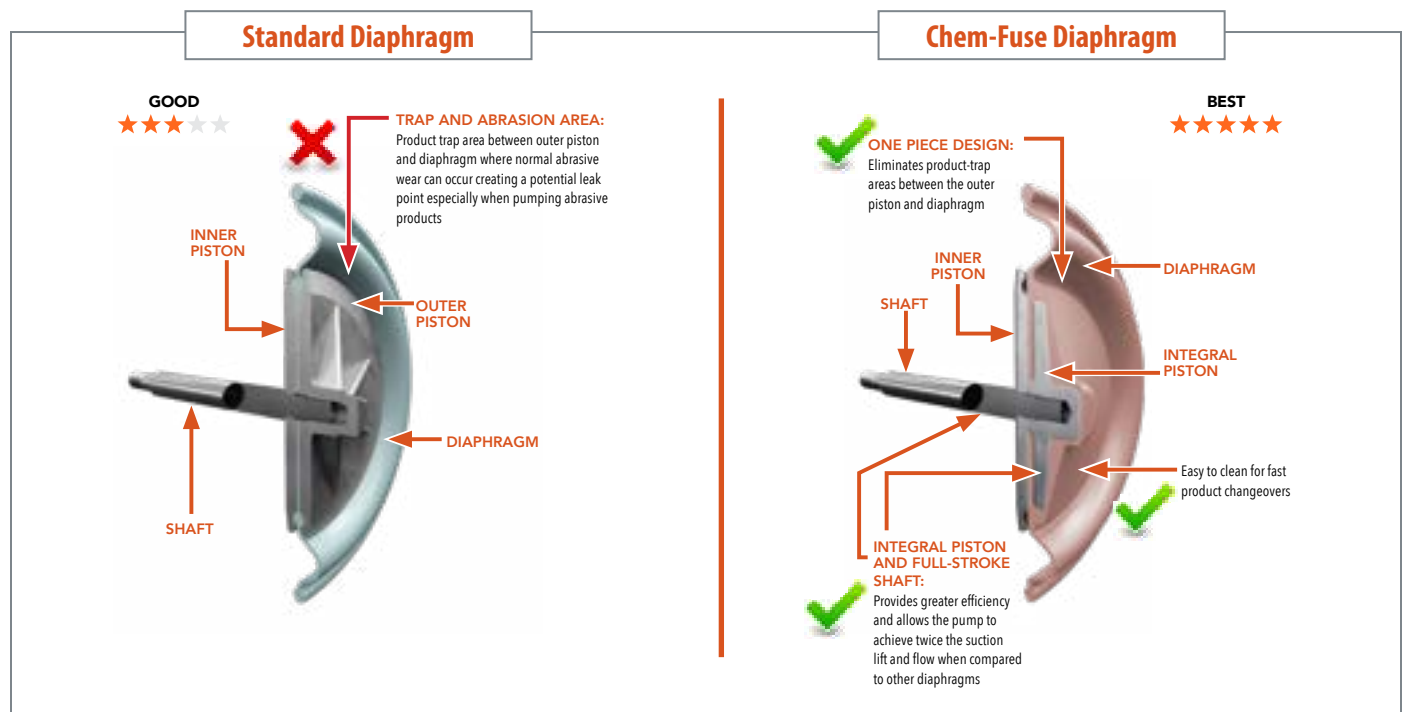 Standard Diaphragm
GOOD
TRAP AND ABRASION AREA:
Product trap area between outer piston
and diaphragm where normal abrasive
wear can occur creating a potential leak
point especially when pumping abrasive
products
INNER
PISTON
OUTER
PISTON
DIAPHRAGM
SHAFT
Chem-Fuse Diaphragm
BEST
ONE PIECE DESIGN:
Eliminates product-trap
areas between the outer
piston and diaphragm
INNER
PISTON
DIAPHRAGM
SHAFT
INTEGRAL
PISTON
Easy to clean for fast
product changeovers
INTEGRAL PISTON
AND FULL-STROKE
SHAFT:
Provides greater efficiency
and allows the pump to
achieve twice the suction
lift and flow when compared
to other diaphragms